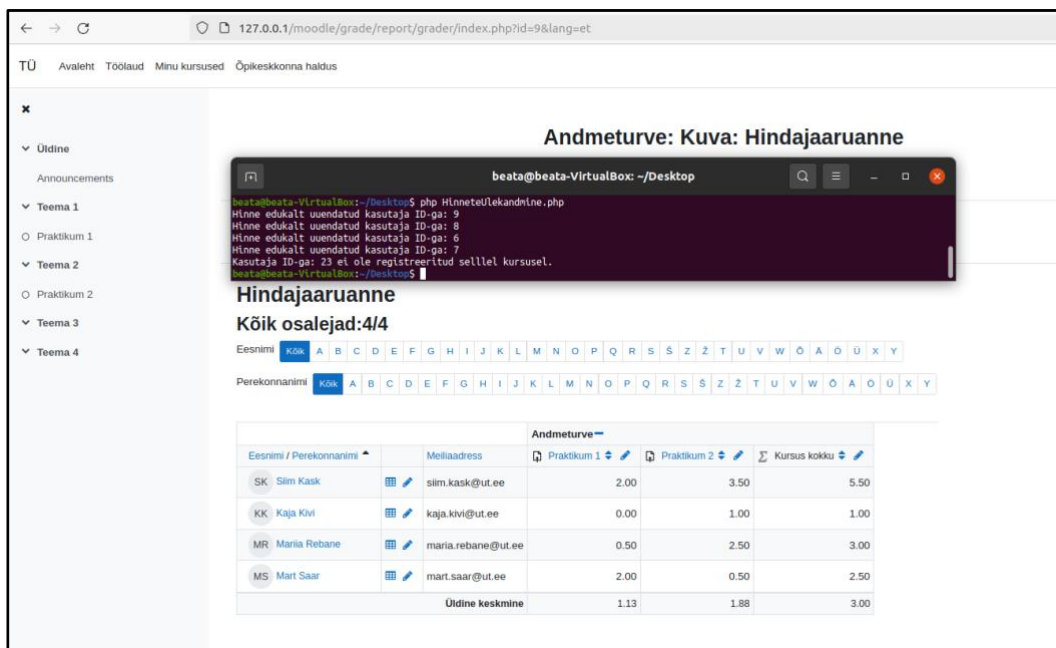 127.0.0.1/moodle/grade/report/grader/index.php?id=9&lang=et
TÜ Avaleht Töölaud Minu kursused Õpikeskkonna haldus
Üldine
Announcements
Teema 1
Praktikum 1
Teema 2
Praktikum 2
Teema 3
Teema 4
Andmeturve: Kuva: Hindajaaruanne
beata@beata-VirtualBox: ~/Desktop
beata@beata-VirtualBox:~/Desktop$ php HinneteUlekandmine.php
Hinne edukalt uuendatud kasutaja ID-ga: 9
Hinne edukalt uuendatud kasutaja ID-ga: 8
Hinne edukalt uuendatud kasutaja ID-ga: 6
Hinne edukalt uuendatud kasutaja ID-ga: 7
Kasutaja ID-ga: 23 ei ole registreeritud selllel kursusel.
beata@beata-VirtualBox:~/Desktop$
Hindajaaruanne
Kõik osalejad:4/4
Eesnimi Kõik A B C D E F G H I J K L M N O P Q R S Š Z Ž T U V W Õ Ä Ö Ü X Y
Perekonnanimi Kõik A B C D E F G H I J K L M N O P Q R S Š Z Ž T U V W Õ Ä Ö Ü X Y
Andmeturve
Eesnimi / Perekonnanimi Meiliaadress Praktikum 1 Praktikum 2 Σ Kursus kokku
SK Siim Kask siim.kask@ut.ee 2.00 3.50 5.50
KK Kaja Kivi kaja.kivi@ut.ee 0.00 1.00 1.00
MR Mariia Rebane maria.rebane@ut.ee 0.50 2.50 3.00
MS Mart Saar mart.saar@ut.ee 2.00 0.50 2.50
Üldine keskmine 1.13 1.88 3.00